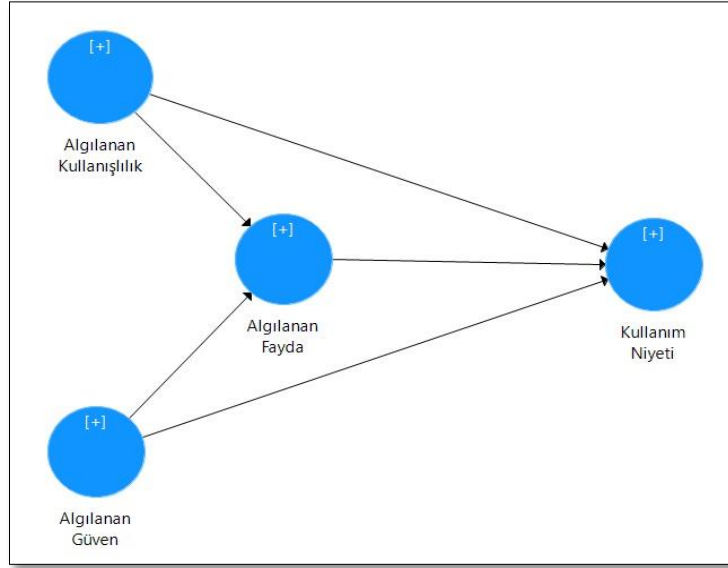 [+]
Algılanan
Kullanışlılık
[+]
Algılanan
Fayda
[+]
Kullanım
Niyeti
[+]
Algılanan
Güven